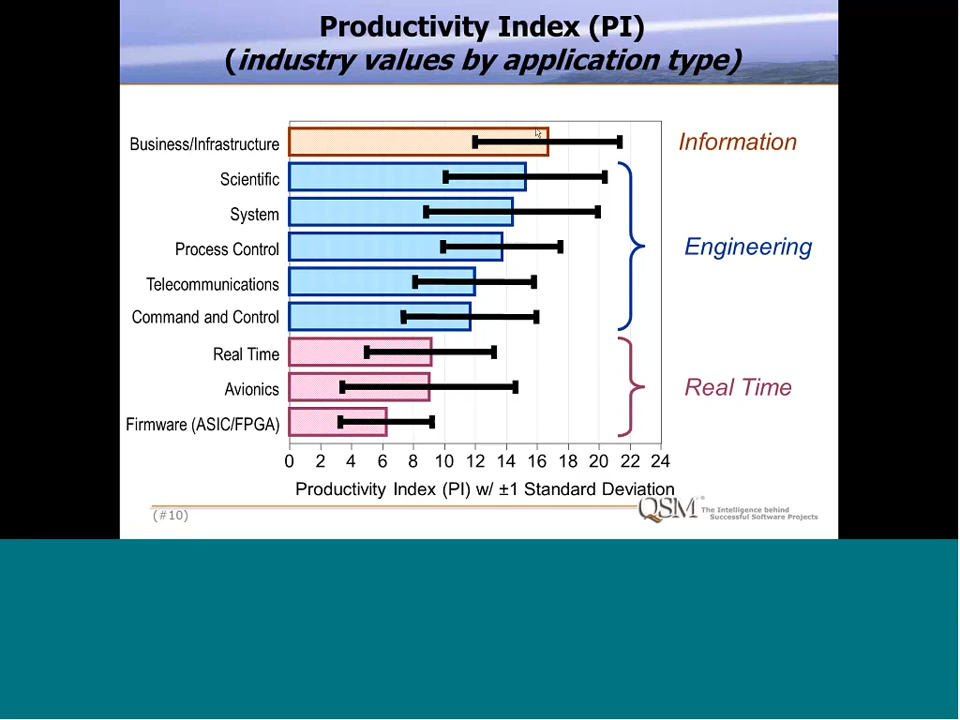 Productivity Index (PI)
(industry values by application type)
Business/Infrastructure
Information
Scientific
System
Process Control
Engineering
Telecommunications
Command and Control
Real Time
Avionics
Real Time
Firmware (ASIC/FPGA)
0 2 4 6 8 10 12 14 16 18 20 22 24
Productivity Index (PI) w/ ±1 Standard Deviation
(#10)
QSM®
The Intelligence behind
Successful Software Projects